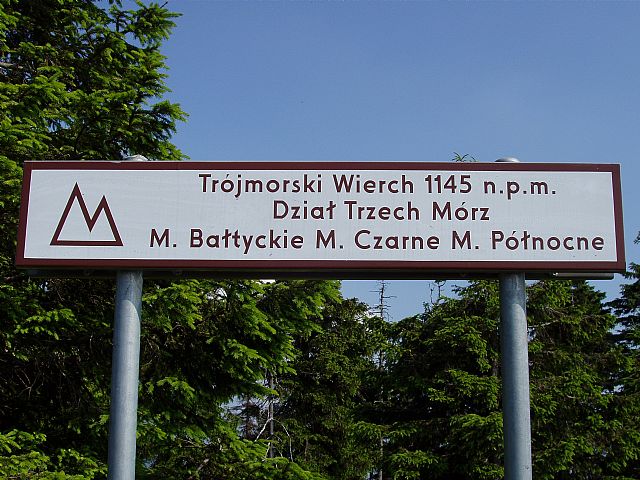 Trójmorski Wierch 1145 n.p.m.
Dział Trzech Mórz
M. Bałtyckie M. Czarne M. Północne